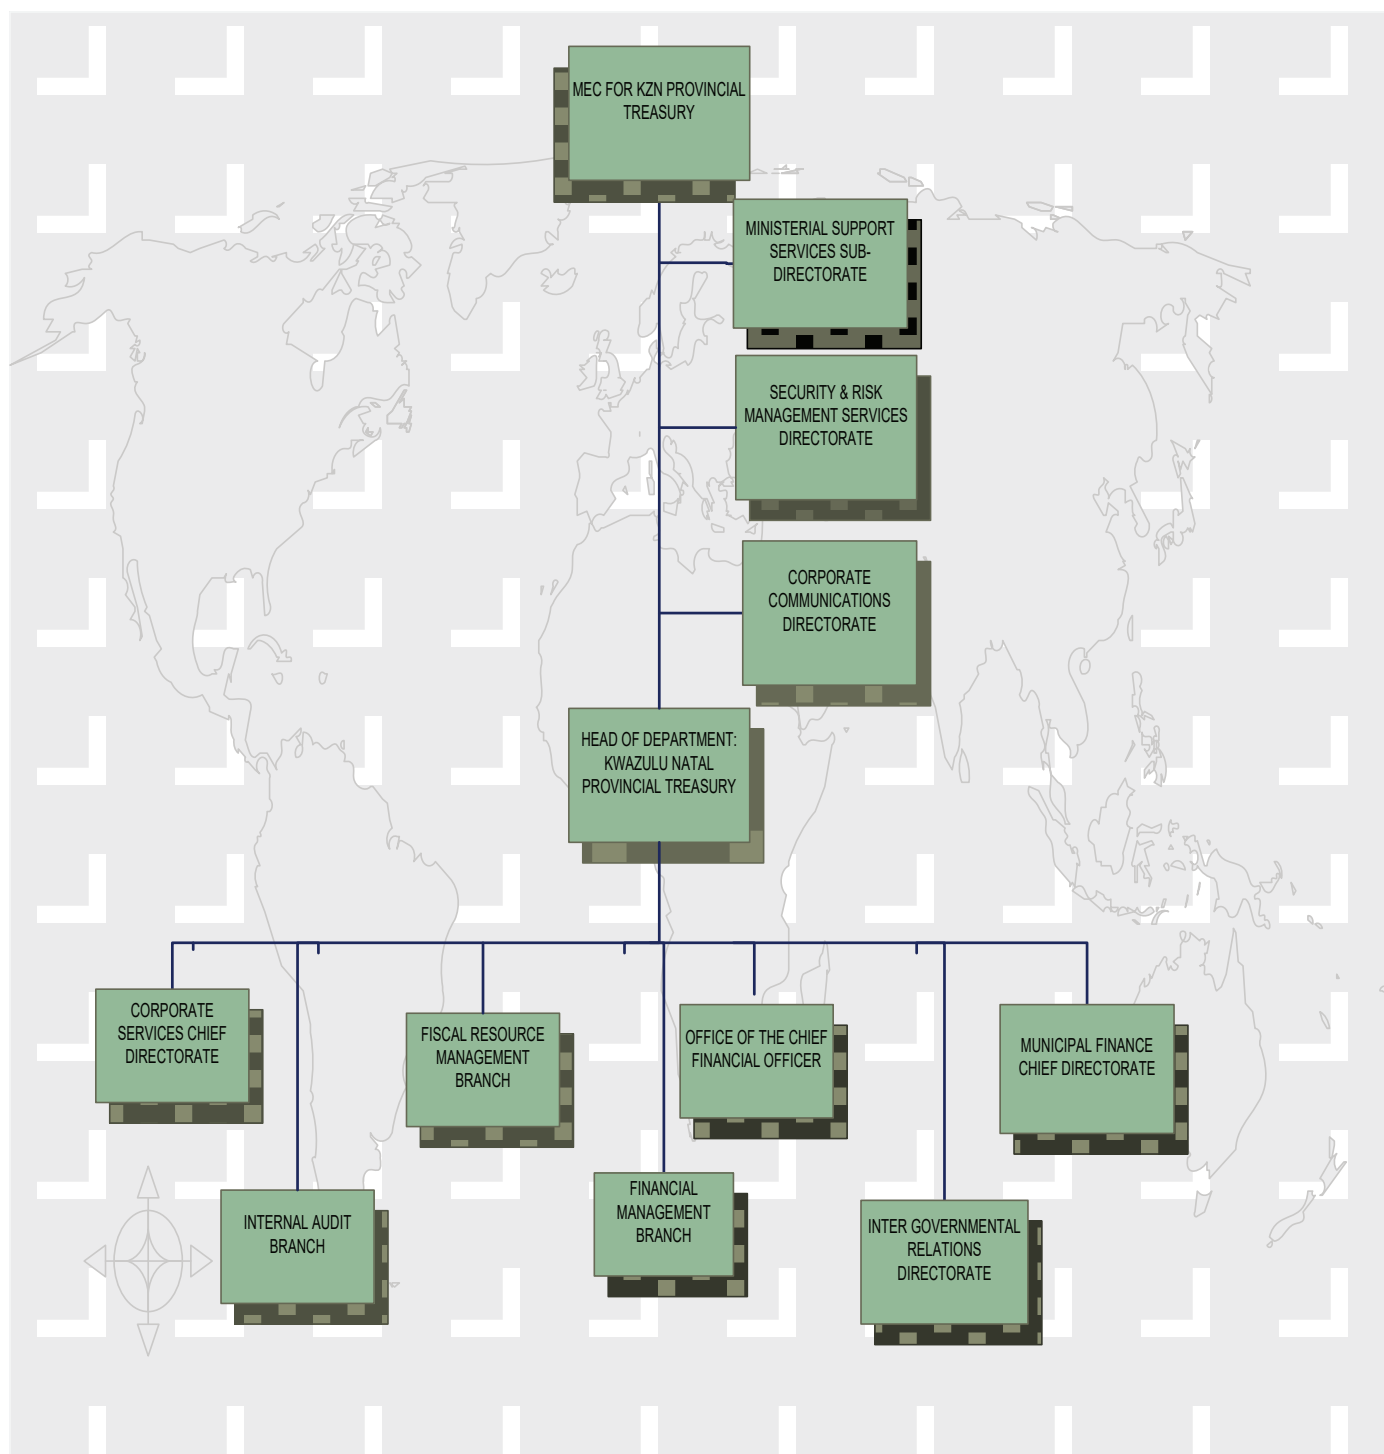 MEC FOR KZN PROVINCIAL
TREASURY
MINISTERIAL SUPPORT
SERVICES SUB-
DIRECTORATE
SECURITY & RISK
MANAGEMENT SERVICES
DIRECTORATE
CORPORATE
COMMUNICATIONS
DIRECTORATE
HEAD OF DEPARTMENT:
KWAZULU NATAL
PROVINCIAL TREASURY
CORPORATE
SERVICES CHIEF
DIRECTORATE
FISCAL RESOURCE
MANAGEMENT
BRANCH
OFFICE OF THE CHIEF
FINANCIAL OFFICER
MUNICIPAL FINANCE
CHIEF DIRECTORATE
INTERNAL AUDIT
BRANCH
FINANCIAL
MANAGEMENT
BRANCH
INTER GOVERNMENTAL
RELATIONS
DIRECTORATE